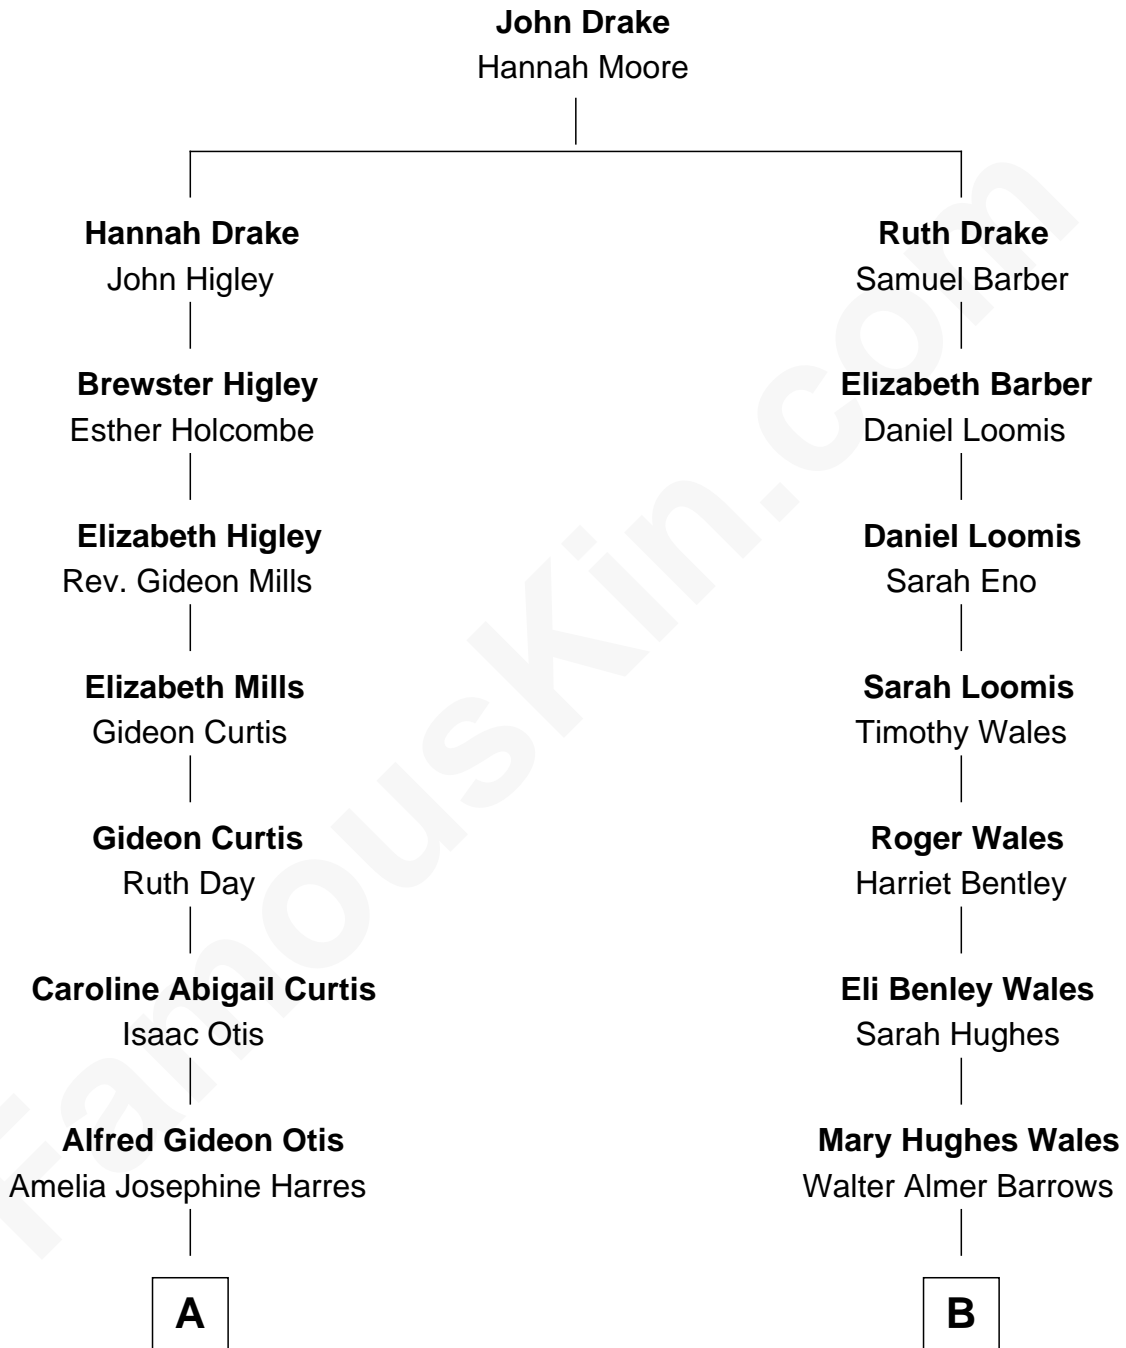 John Drake
Hannah Moore
Hannah Drake
John Higley
Ruth Drake
Samuel Barber
Brewster Higley
Esther Holcombe
Elizabeth Barber
Daniel Loomis
Elizabeth Higley
Rev. Gideon Mills
Daniel Loomis
Sarah Eno
Elizabeth Mills
Gideon Curtis
Sarah Loomis
Timothy Wales
Gideon Curtis
Ruth Day
Roger Wales
Harriet Bentley
Caroline Abigail Curtis
Isaac Otis
Eli Benley Wales
Sarah Hughes
Alfred Gideon Otis
Amelia Josephine Harres
Mary Hughes Wales
Walter Almer Barrows
A
B
FamousKin.com